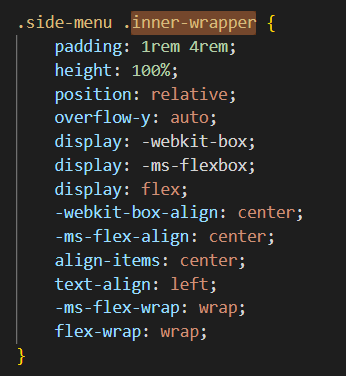 .side-menu .inner-wrapper {
padding: 1rem 4rem;
height: 100%;
position: relative;
overflow-y: auto;
display: -webkit-box;
display: -ms-flexbox;
display: flex;
-webkit-box-align: center;
-ms-flex-align: center;
align-items: center;
text-align: left;
-ms-flex-wrap: wrap;
flex-wrap: wrap;
}